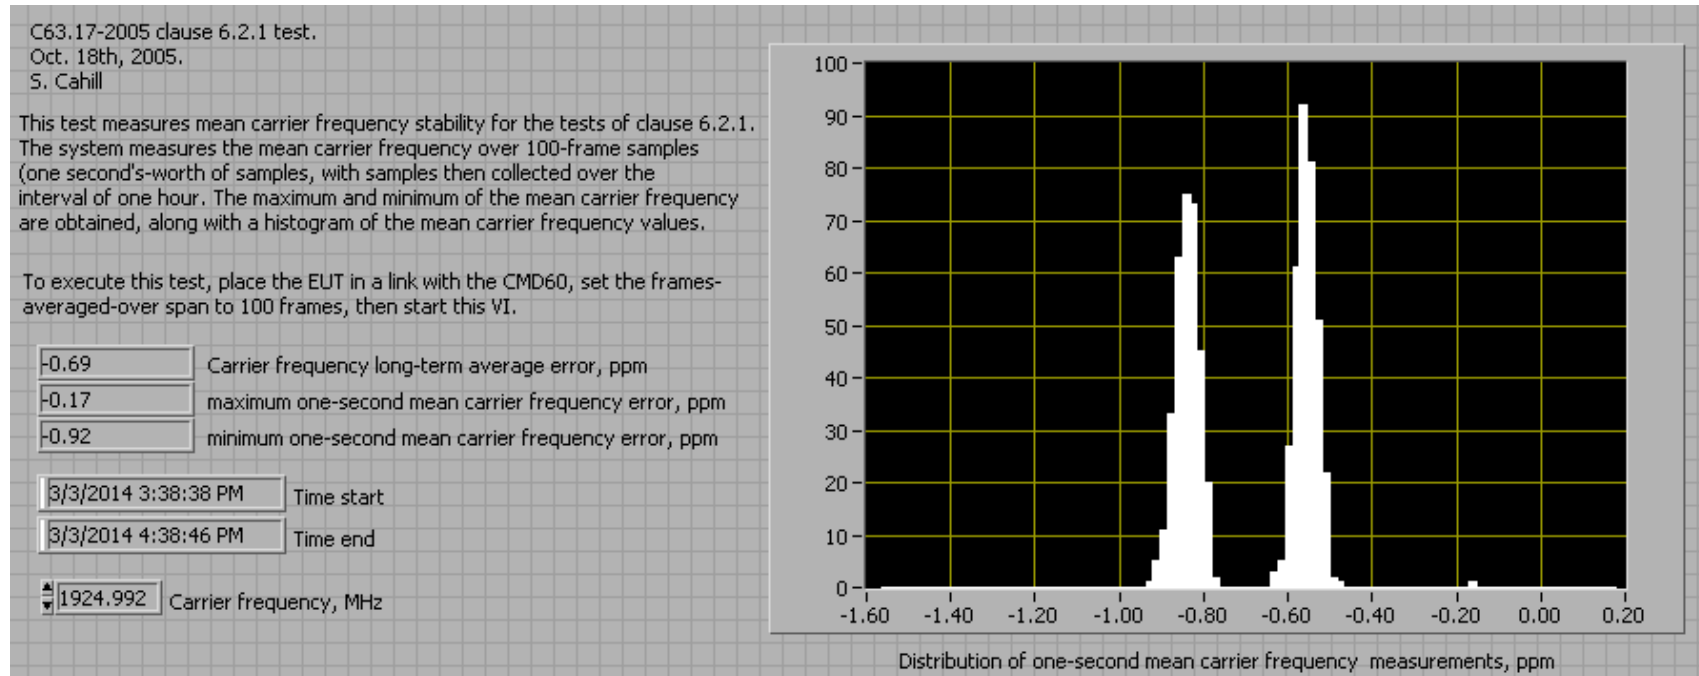 C63.17-2005 clause 6.2.1 test.
Oct. 18th, 2005.
S. Cahill
This test measures mean carrier frequency stability for the tests of clause 6.2.1.
The system measures the mean carrier frequency over 100-frame samples
(one second's-worth of samples, with samples then collected over the
interval of one hour. The maximum and minimum of the mean carrier frequency
are obtained, along with a histogram of the mean carrier frequency values.
To execute this test, place the EUT in a link with the CMD60, set the frames-
averaged-over span to 100 frames, then start this VI.
-0.69 Carrier frequency long-term average error, ppm
-0.17 maximum one-second mean carrier frequency error, ppm
-0.92 minimum one-second mean carrier frequency error, ppm
3/3/2014 3:38:38 PM Time start
3/3/2014 4:38:46 PM Time end
1924.992 Carrier frequency, MHz
100
90
80
70
60
50
40
30
20
10
0
-1.60 -1.40 -1.20 -1.00 -0.80 -0.60 -0.40 -0.20 0.00 0.20
Distribution of one-second mean carrier frequency measurements, ppm